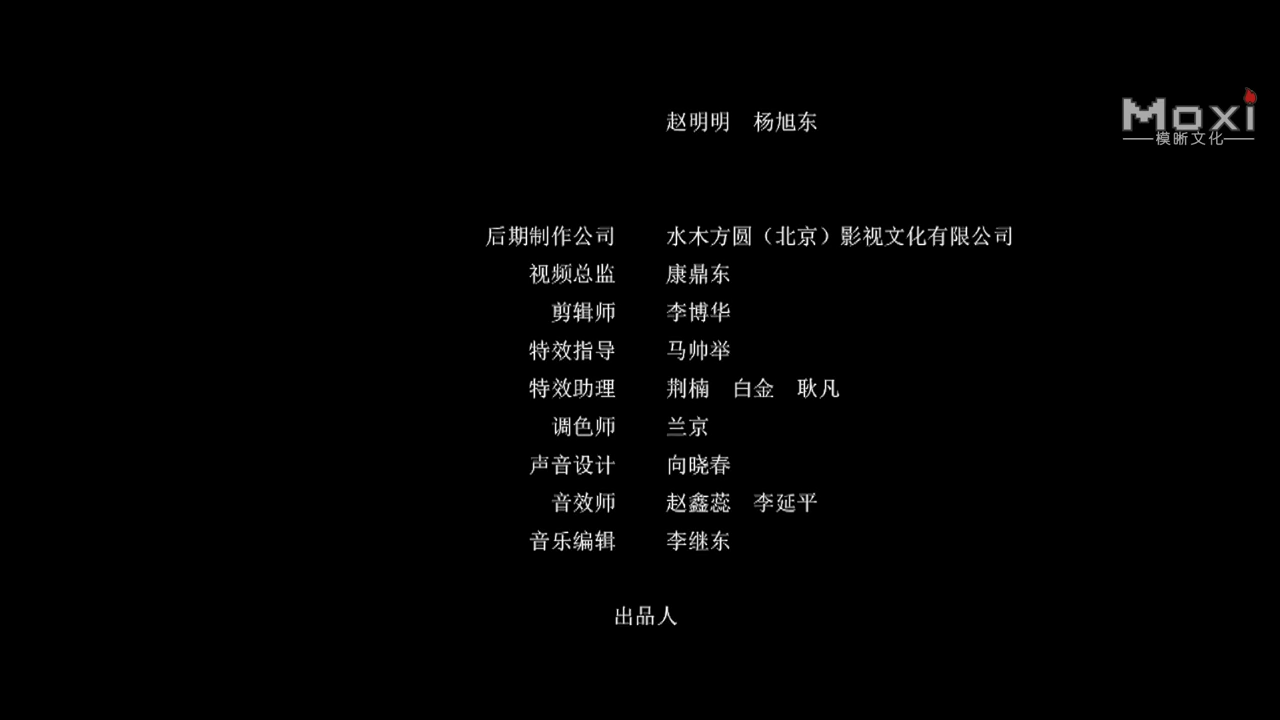 Moxi
模晰文化
赵明明 杨旭东
后期制作公司 水木方圆（北京）影视文化有限公司
视频总监 康鼎东
剪辑师 李博华
特效指导 马帅举
特效助理 荆楠 白金 耿凡
调色师 兰京
声音设计 向晓春
音效师 赵鑫蕊 李延平
音乐编辑 李继东
出品人